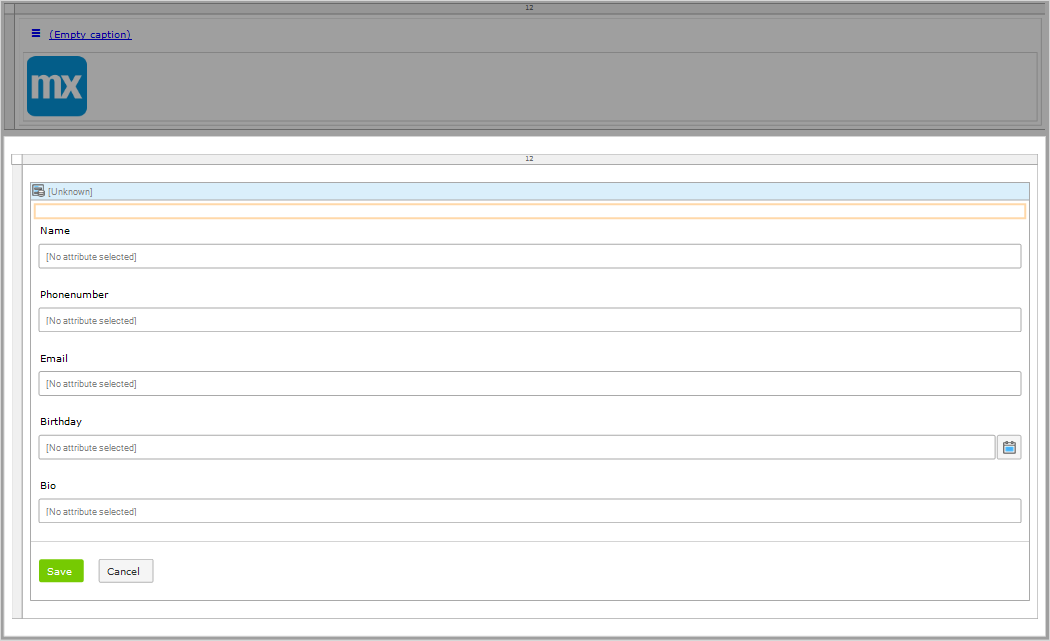 12
(Empty caption)
mx
12
[Unknown]
Name
[No attribute selected]
Phonenumber
[No attribute selected]
Email
[No attribute selected]
Birthday
[No attribute selected]
Bio
[No attribute selected]
Save Cancel